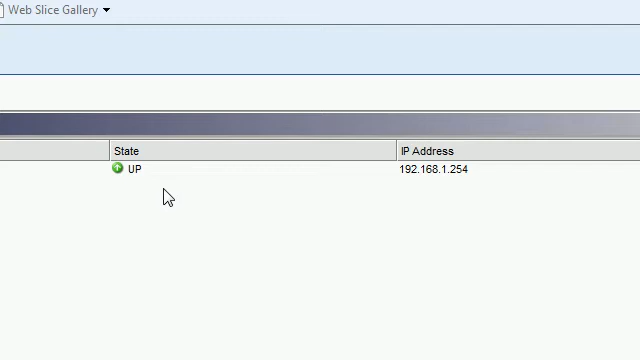 Web Slice Gallery
State IP Address
UP 192.168.1.254